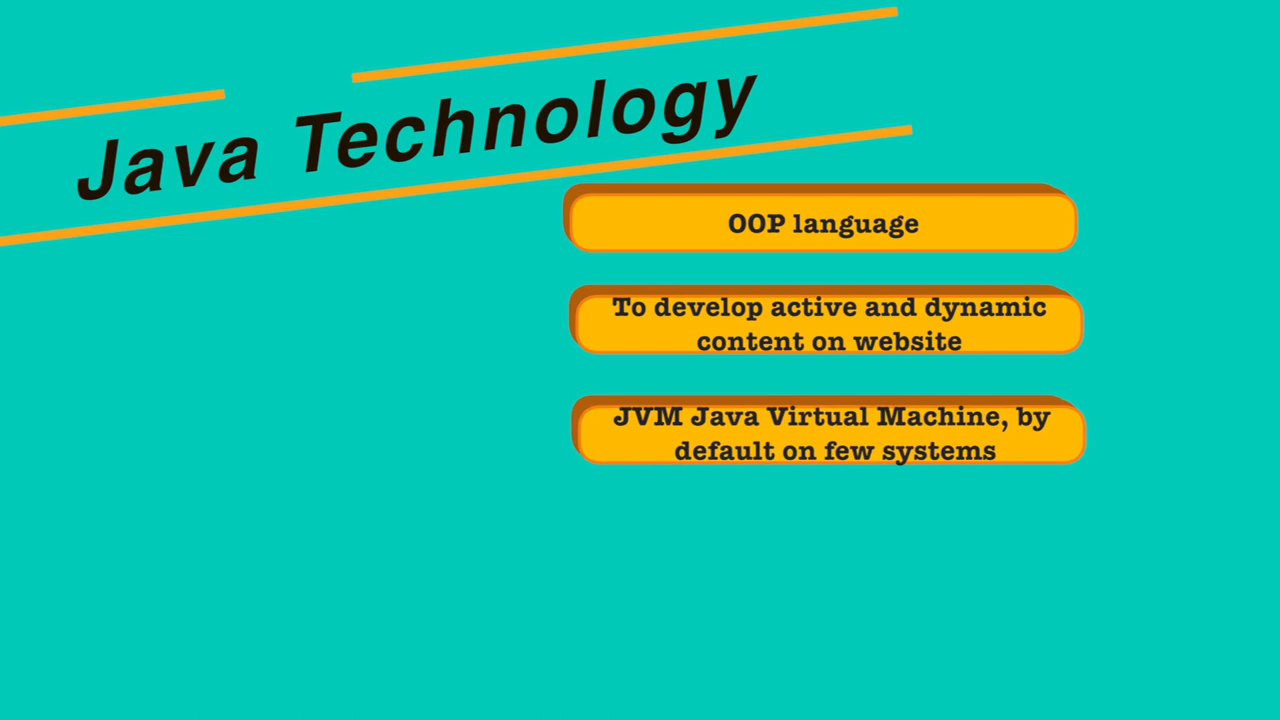 Java Technology
OOP language
To develop active and dynamic
content on website
JVM Java Virtual Machine, by
default on few systems